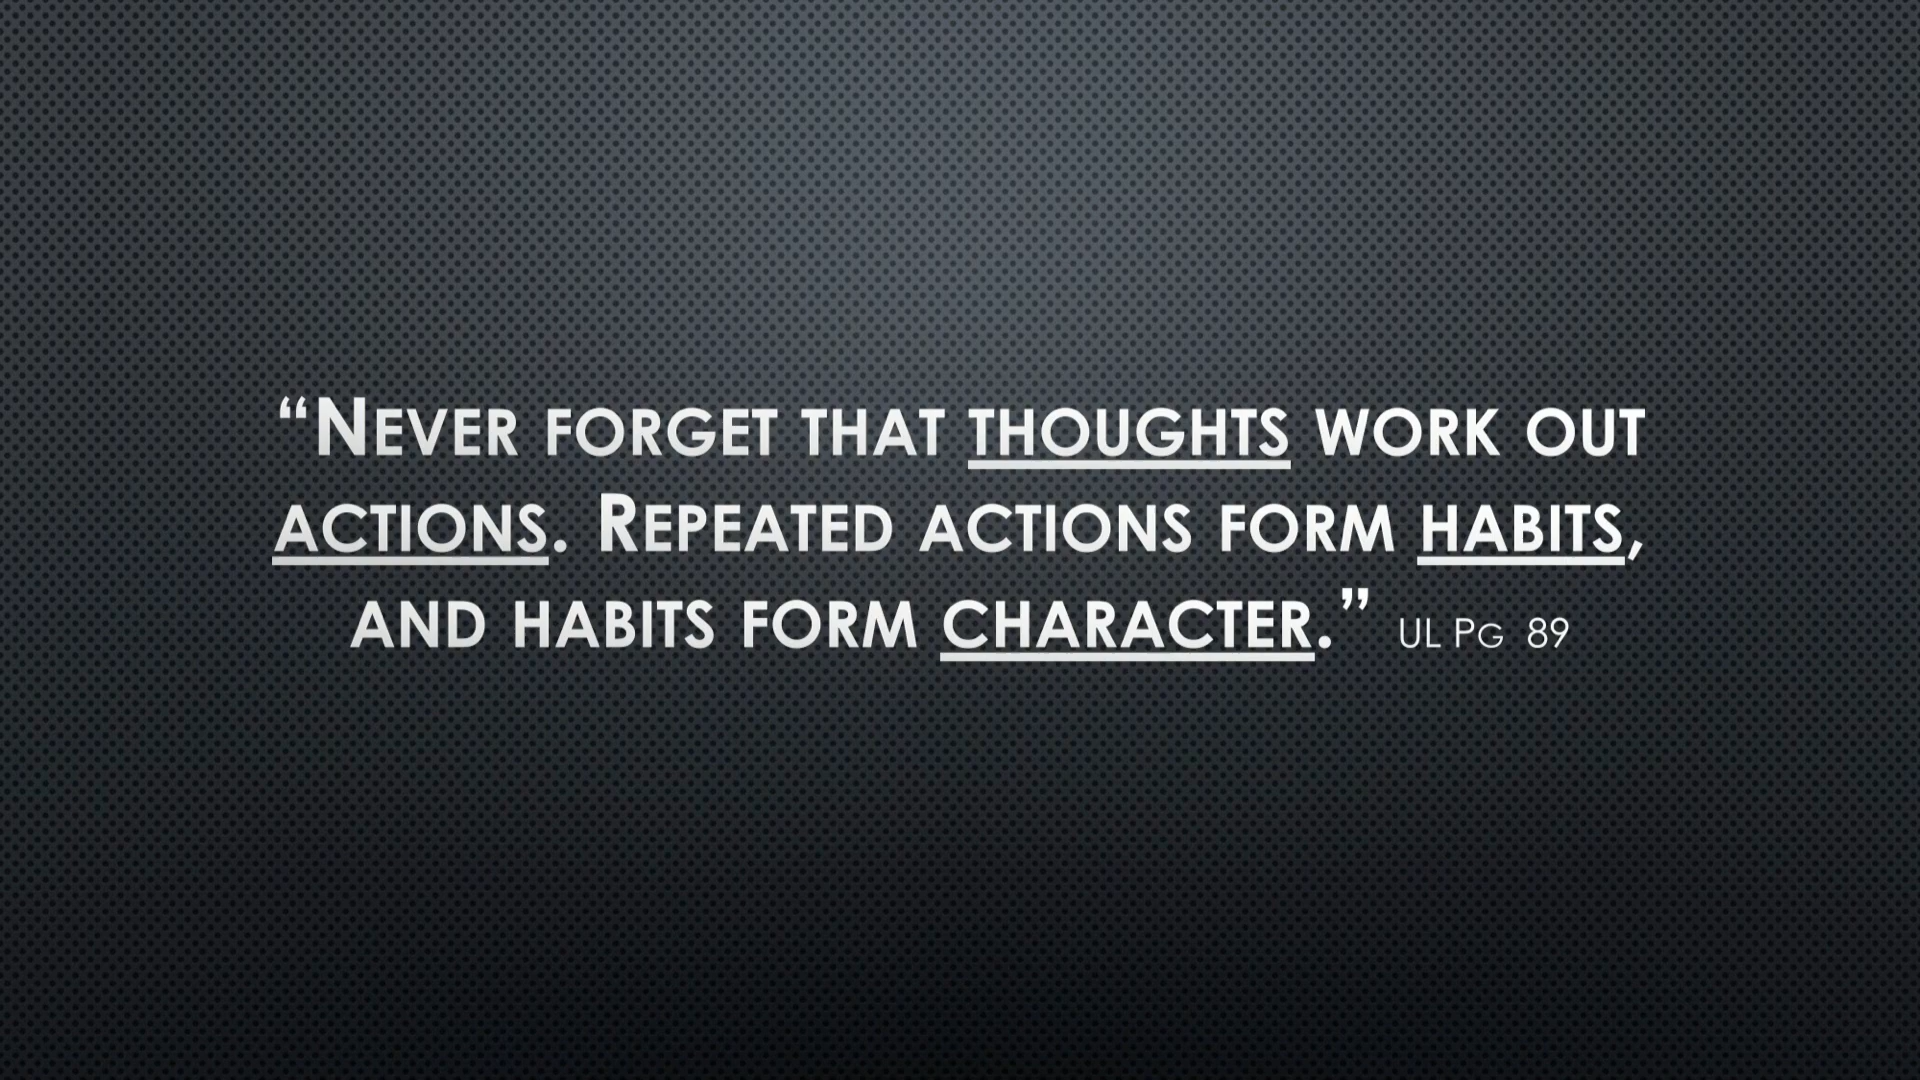 “Never forget that thoughts work out
actions. Repeated actions form habits,
and habits form character.” UL Pg 89